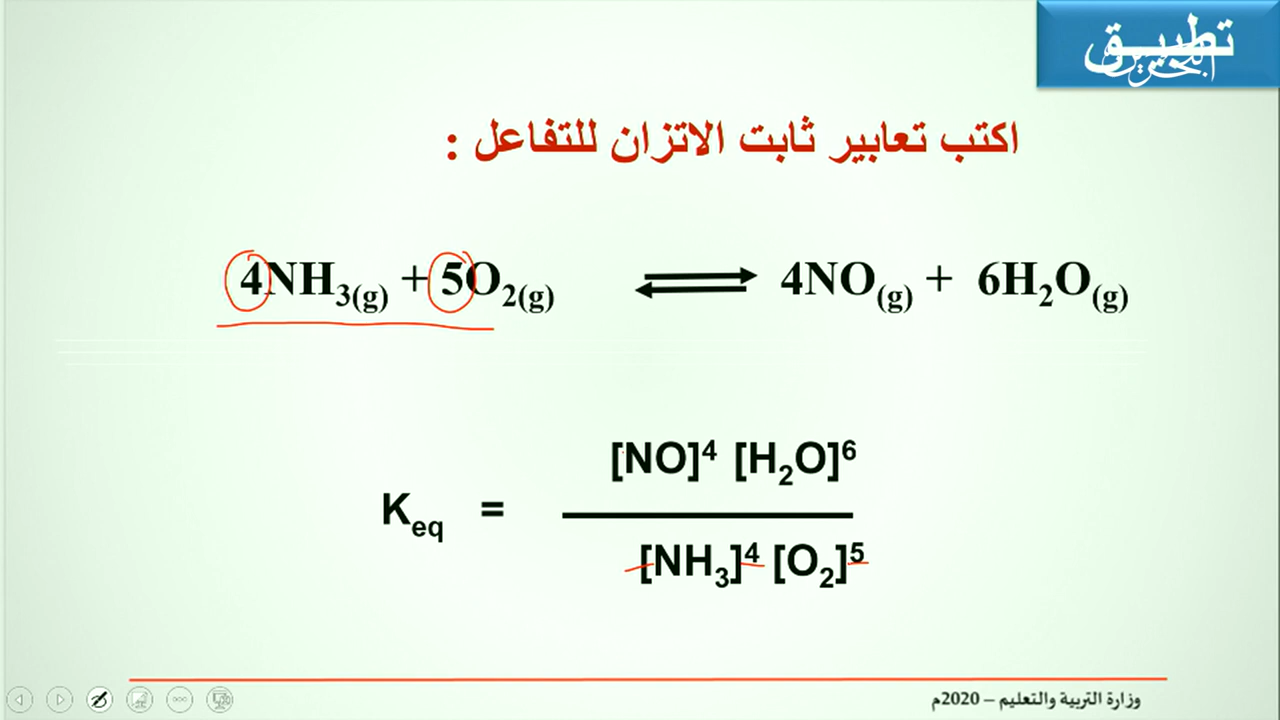 تطبيق
اكتب تعابير ثابت الاتزان للتفاعل :
4NH₃(g) + 5O₂(g) ⇌ 4NO(g) + 6H₂O(g)
[NO]⁴ [H₂O]⁶
Keq =
[NH₃]⁴ [O₂]⁵
وزارة التربية والتعليم – 2020م